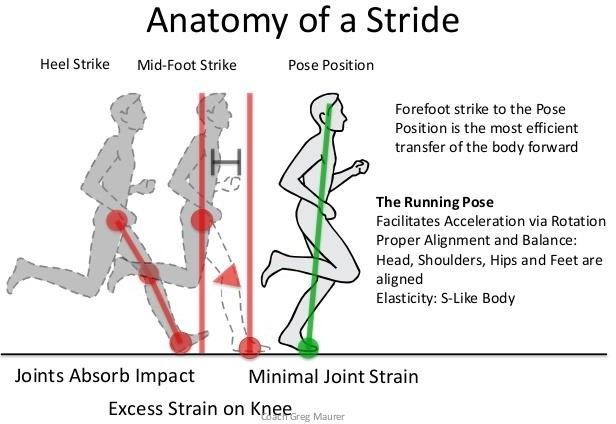 Anatomy of a Stride
Heel Strike
Mid-Foot Strike
Pose Position
Forefoot strike to the Pose
Position is the most efficient
transfer of the body forward
The Running Pose
Facilitates Acceleration via Rotation
Proper Alignment and Balance:
Head, Shoulders, Hips and Feet are
aligned
Elasticity: S-Like Body
Joints Absorb Impact
Minimal Joint Strain
Excess Strain on Knee
Coach Greg Maurer